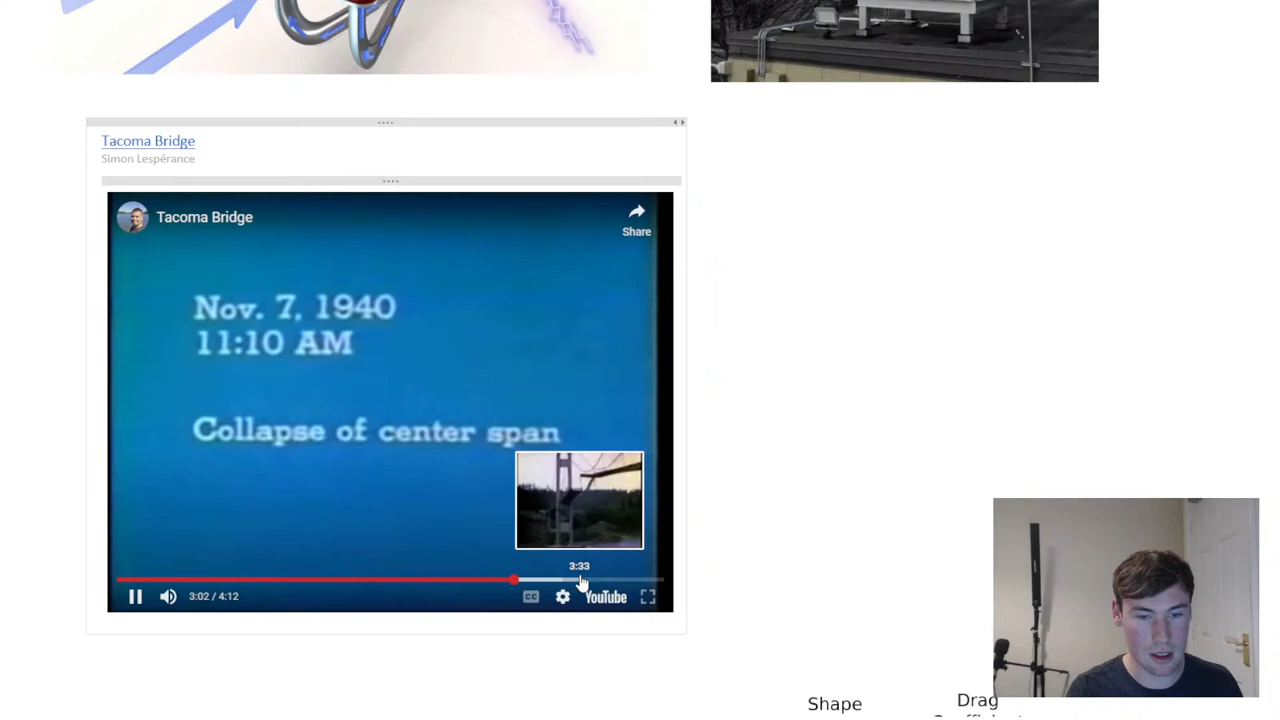 Tacoma Bridge
Simon Lespérance
Tacoma Bridge
Share
Nov. 7, 1940
11:10 AM
Collapse of center span
3:33
3:02 / 4:12
CC
YouTube
Shape
Drag